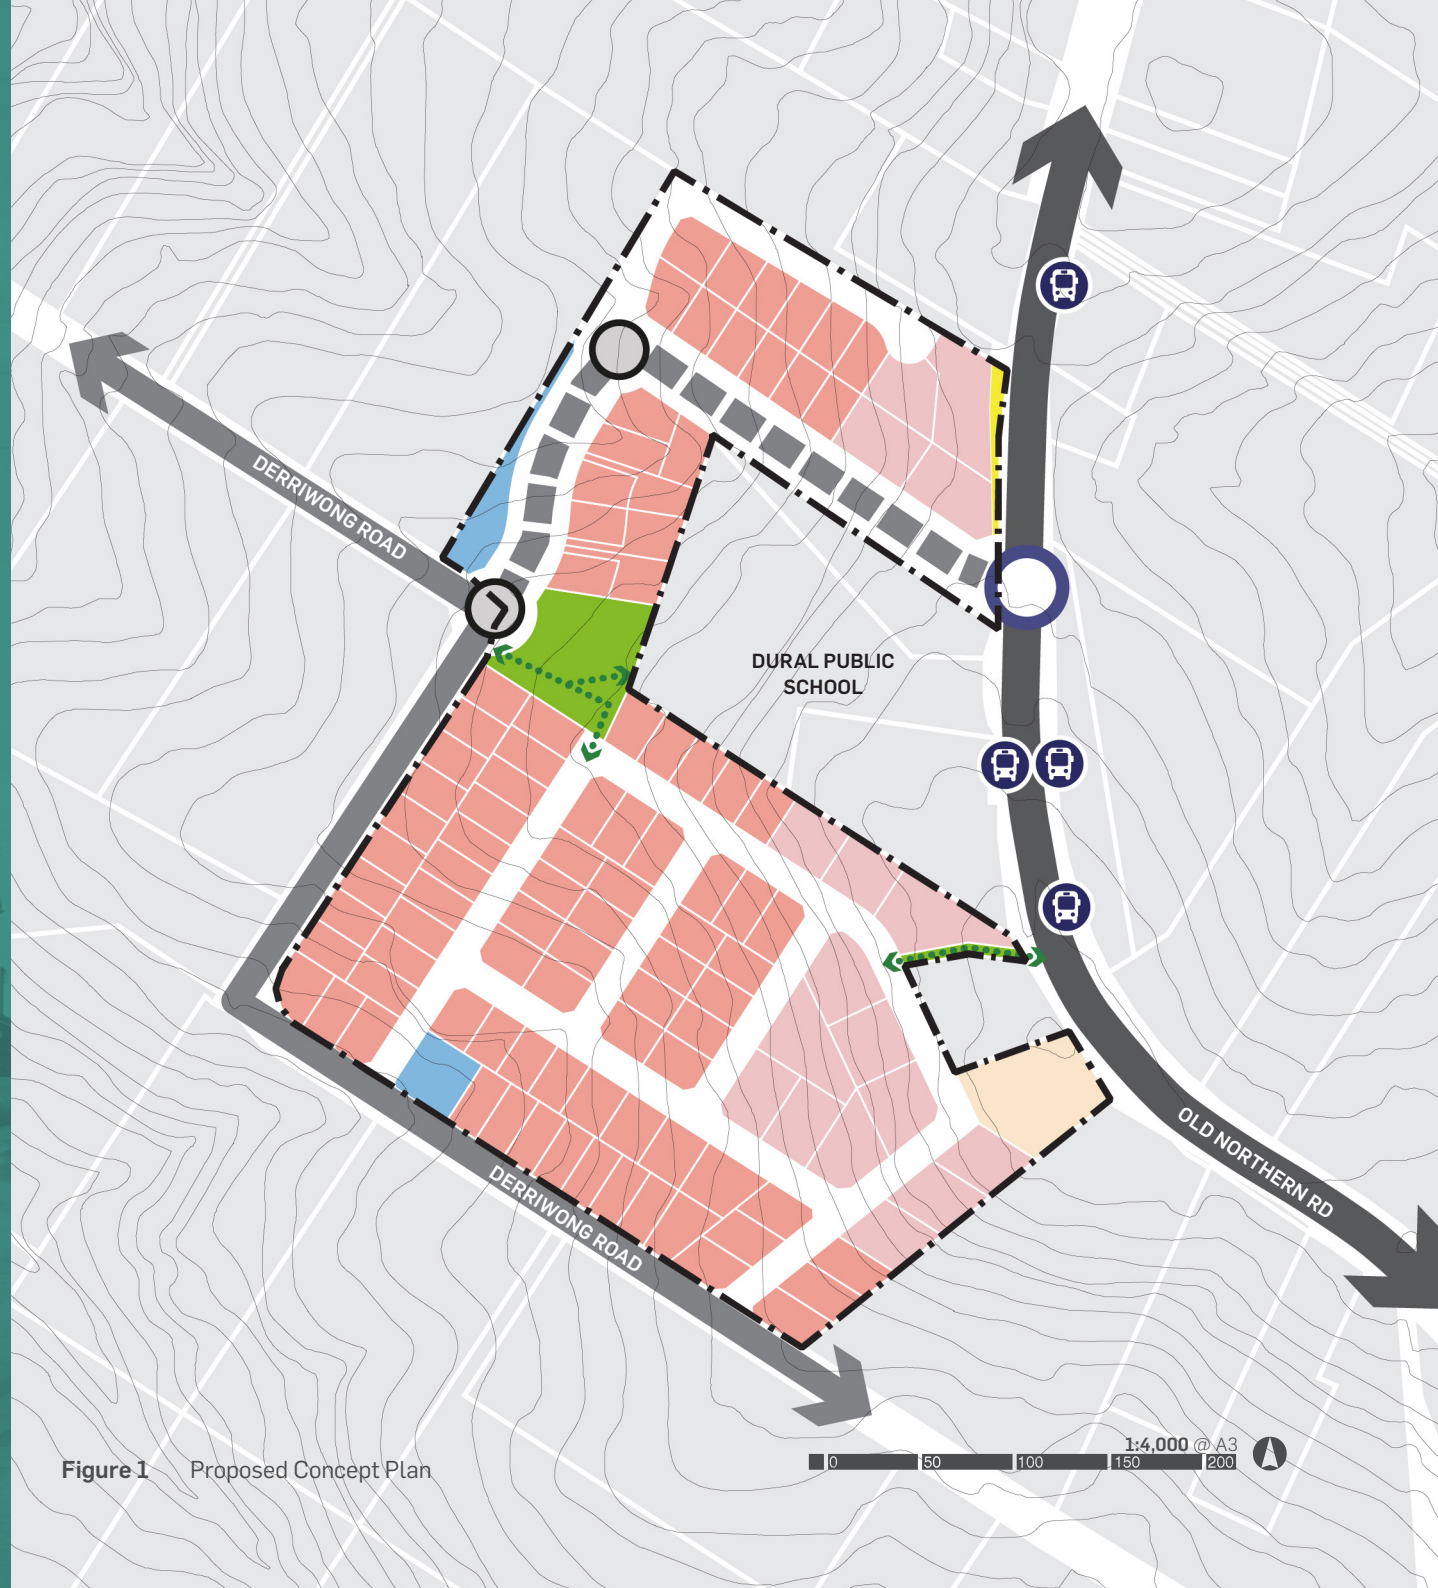 DERRIWONG ROAD
DURAL PUBLIC
SCHOOL
OLD NORTHERN RD
DERRIWONG ROAD
1:4,000 @ A3
0 50 100 150 200
Figure 1 Proposed Concept Plan